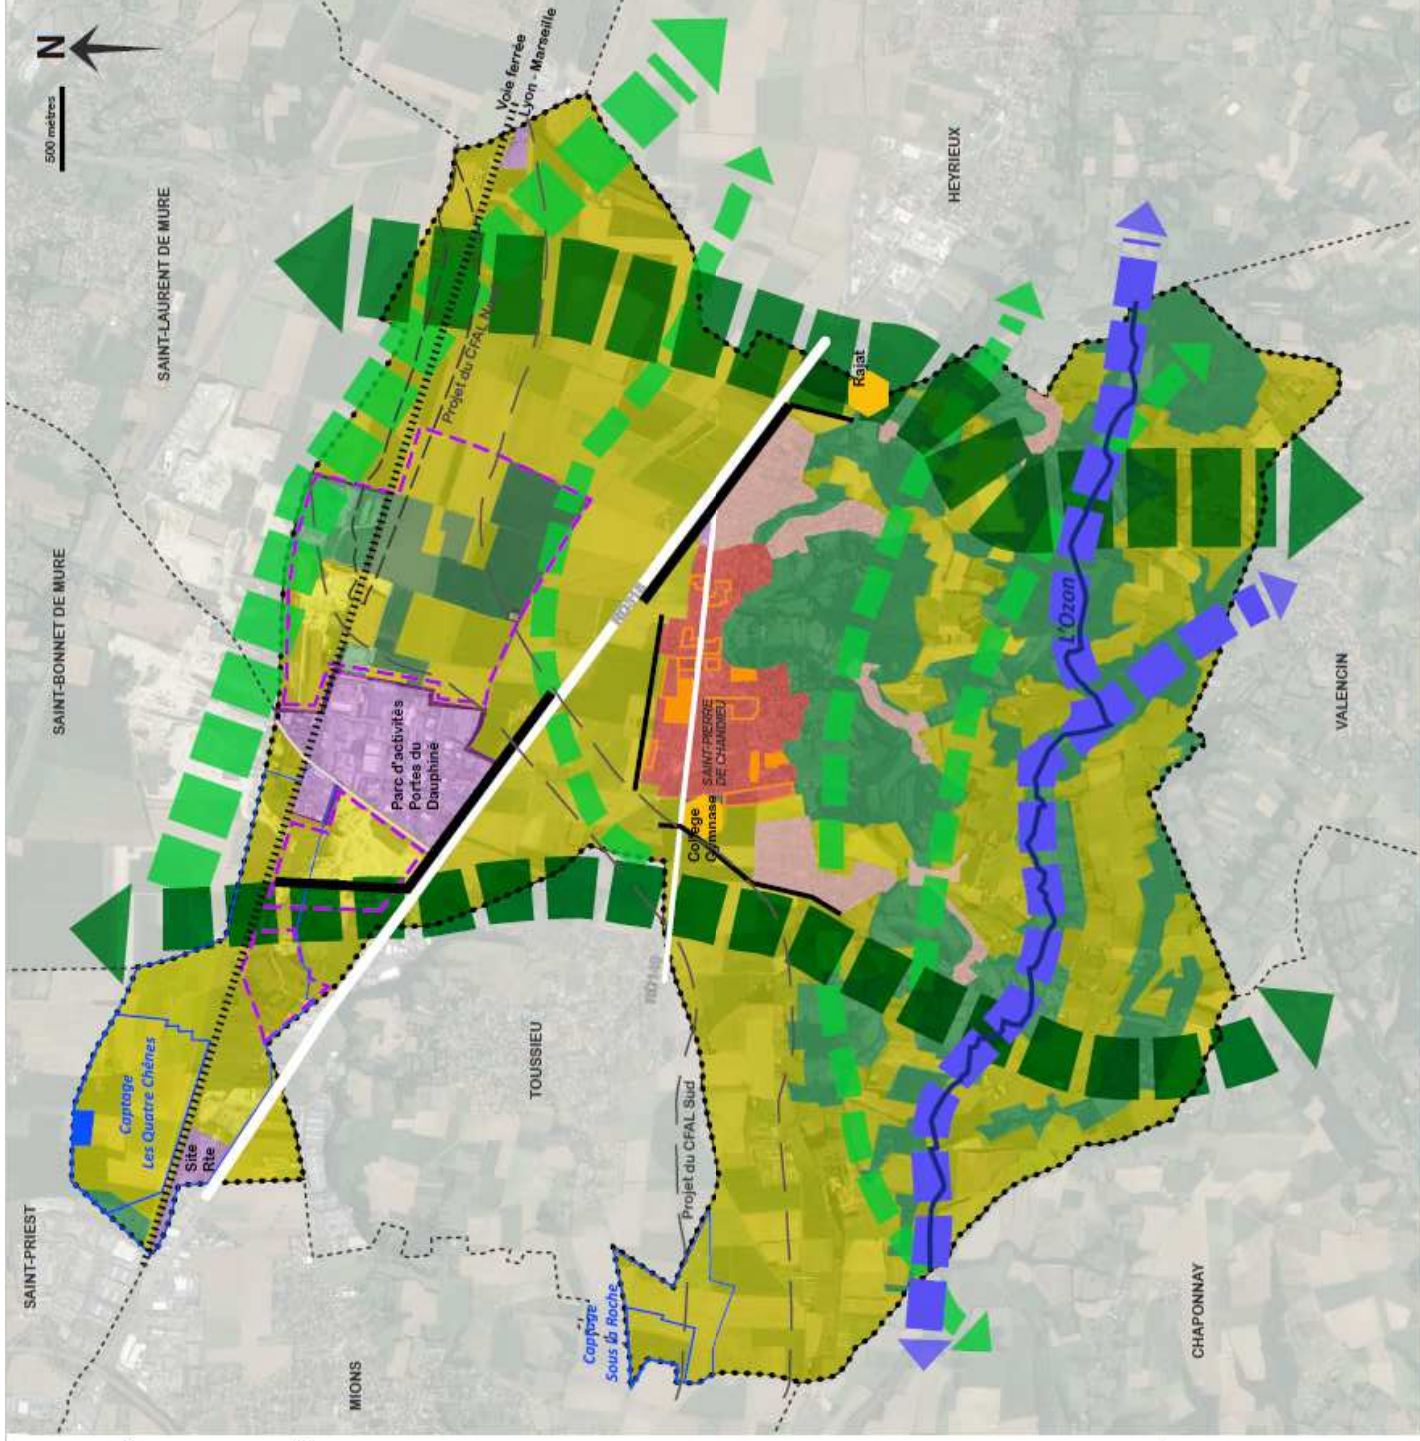 N
500 mètres
SAINT-PRIEST
SAINT-BONNET DE MURE
SAINT-LAURENT DE MURE
Voie ferrée
Lyon - Marseille
Captage
Les Quatre Chênes
Site
Rte
Parc d'activités
Portes du
Dauphiné
Projet du CFAL Nord
HEYRIEUX
MIONS
TOUSSIEU
RD149
Rajat
Captage
Sous la Roche
Projet du CFAL Sud
Collège
Gymnase
SAINT-PIERRE
DE CHANDIEU
L'Ozon
CHAPONNAY
VALENCIN